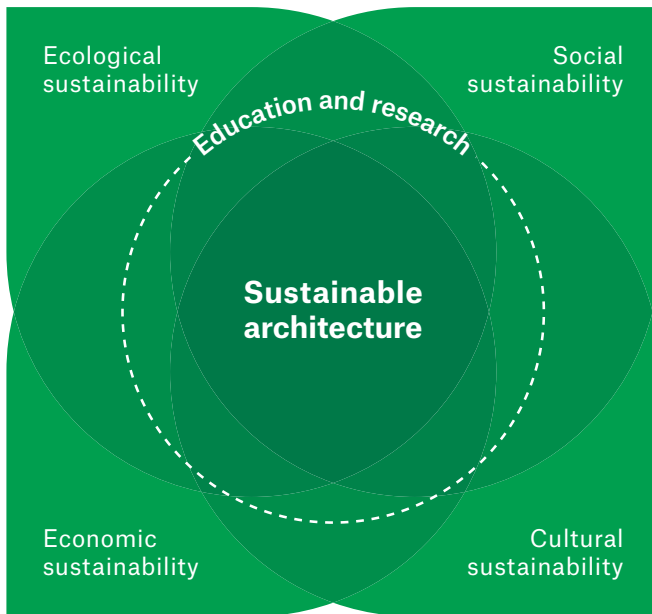 Ecological
sustainability
Social
sustainability
Education and research
Sustainable
architecture
Economic
sustainability
Cultural
sustainability